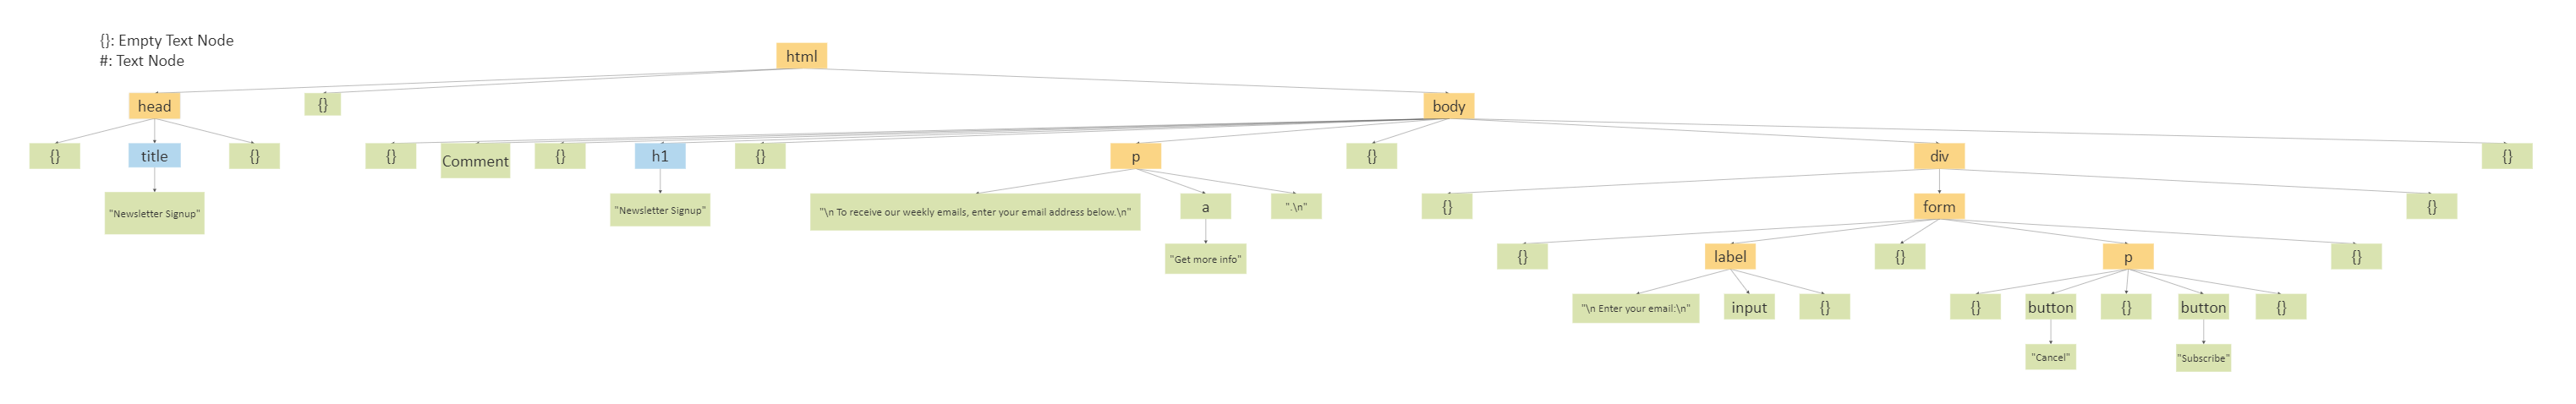 {}: Empty Text Node
#: Text Node
html
head
{}
body
{}
title
{}
{}
Comment
{}
h1
{}
p
{}
div
{}
"Newsletter Signup"
"Newsletter Signup"
"\n To receive our weekly emails, enter your email address below.\n"
a
".\n"
{}
form
{}
"Get more info"
{}
label
{}
p
{}
"\n Enter your email:\n"
input
{}
{}
button
{}
button
{}
"Cancel"
"Subscribe"